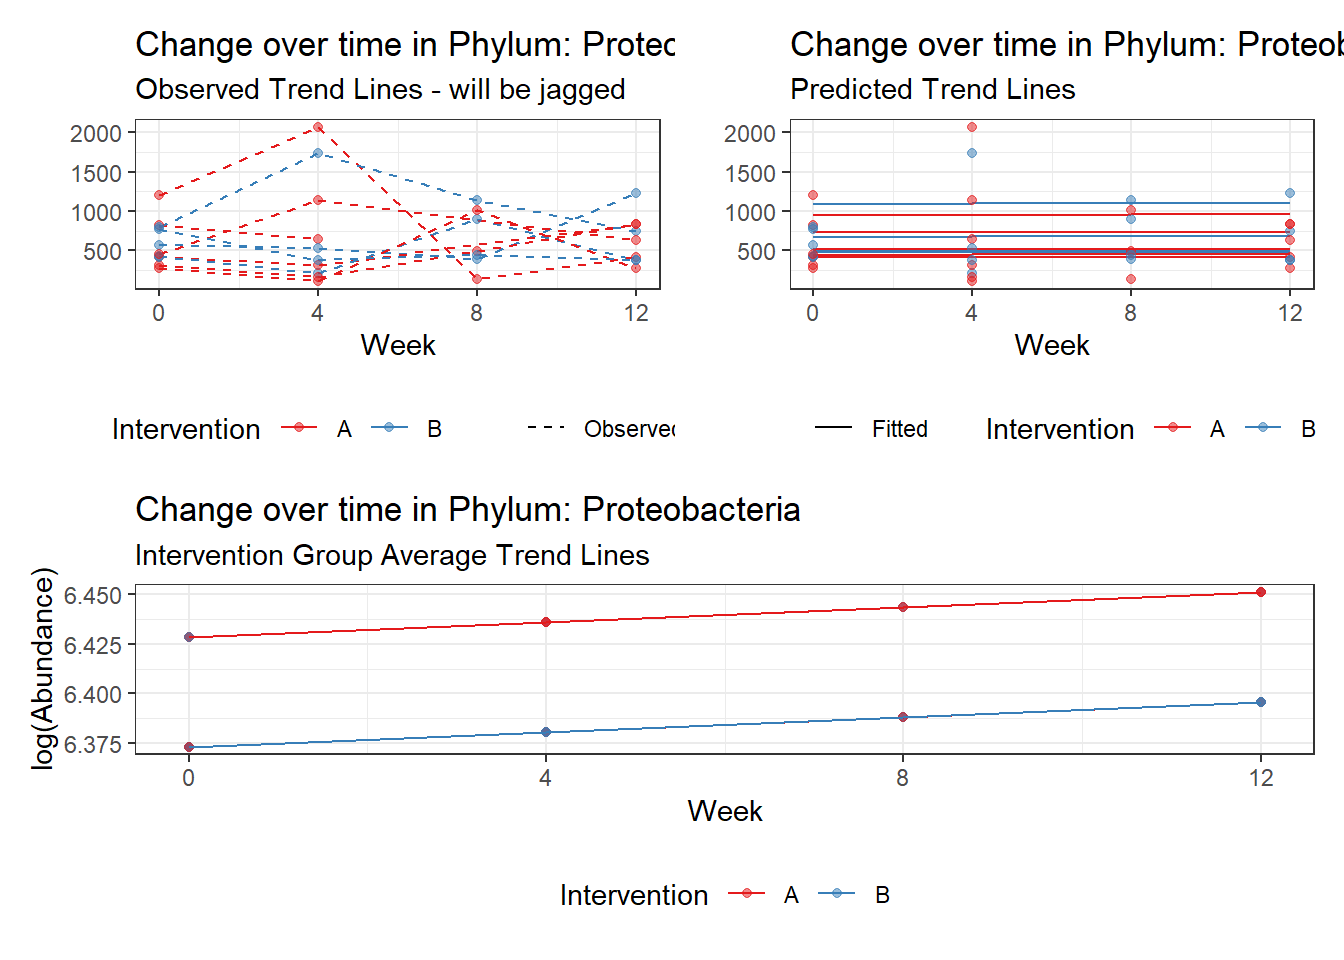 Change over time in Phylum: Proteo
Observed Trend Lines - will be jagged
2000
1500
1000
500
0 4 8 12
Week
Intervention A B Observed
Change over time in Phylum: Proteob
Predicted Trend Lines
2000
1500
1000
500
0 4 8 12
Week
Fitted Intervention A B
Change over time in Phylum: Proteobacteria
Intervention Group Average Trend Lines
log(Abundance)
6.450
6.425
6.400
6.375
0 4 8 12
Week
Intervention A B